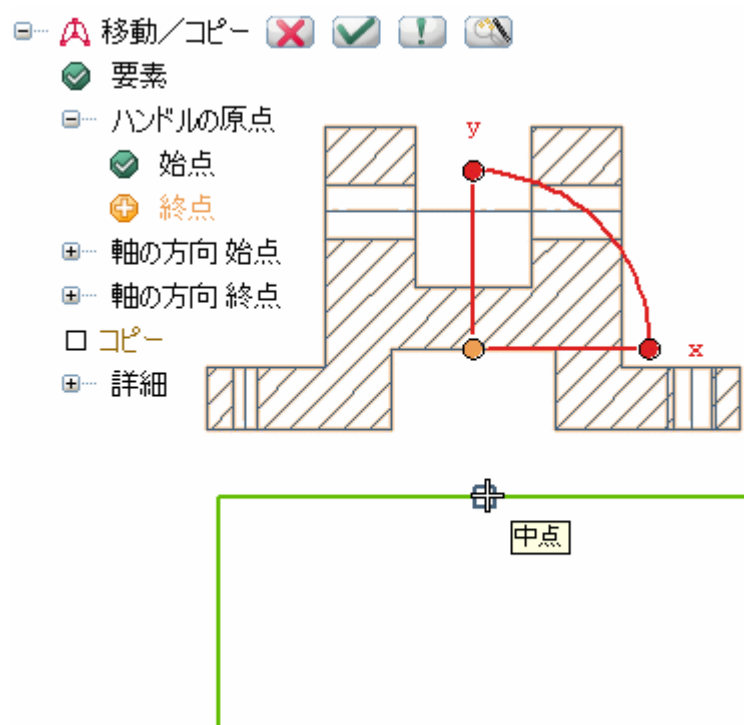 移動／コピー
要素
ハンドルの原点
始点
終点
軸の方向 始点
軸の方向 終点
コピー
詳細
y
x
中点